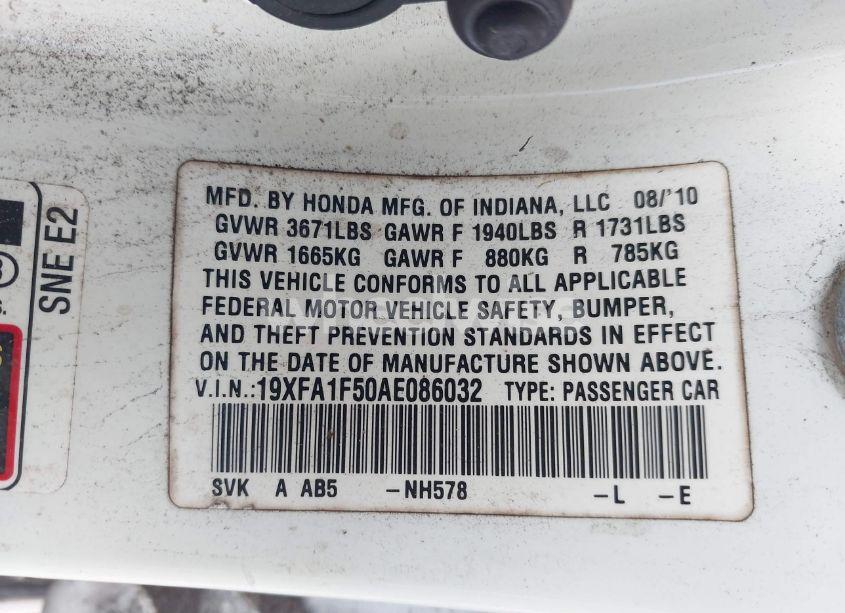 MFD. BY HONDA MFG. OF INDIANA, LLC 08/'10
GVWR 3671LBS GAWR F 1940LBS R 1731LBS
GVWR 1665KG GAWR F 880KG R 785KG
THIS VEHICLE CONFORMS TO ALL APPLICABLE
FEDERAL MOTOR VEHICLE SAFETY, BUMPER,
AND THEFT PREVENTION STANDARDS IN EFFECT
ON THE DATE OF MANUFACTURE SHOWN ABOVE.
V.I.N.:19XFA1F50AE086032 TYPE: PASSENGER CAR
SVK A AB5 -NH578 -L -E
SNE E2